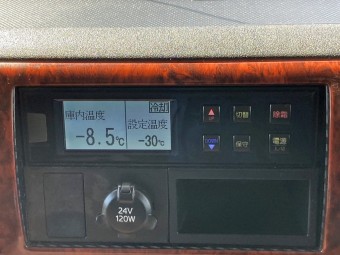 冷却
庫内温度
設定温度
-8.5℃
-30℃
切替
除霜
保守
電源
24V
120W